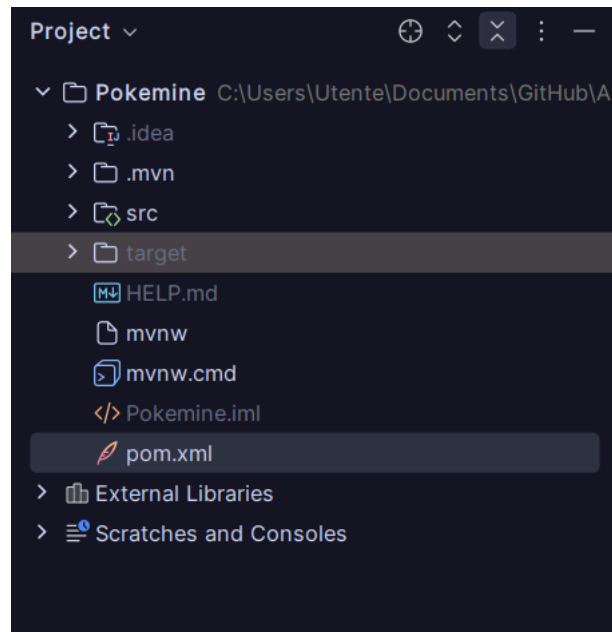 Project
Pokemine C:\Users\Utente\Documents\GitHub\A
.idea
.mvn
src
target
HELP.md
mvnw
mvnw.cmd
Pokemine.iml
pom.xml
External Libraries
Scratches and Consoles